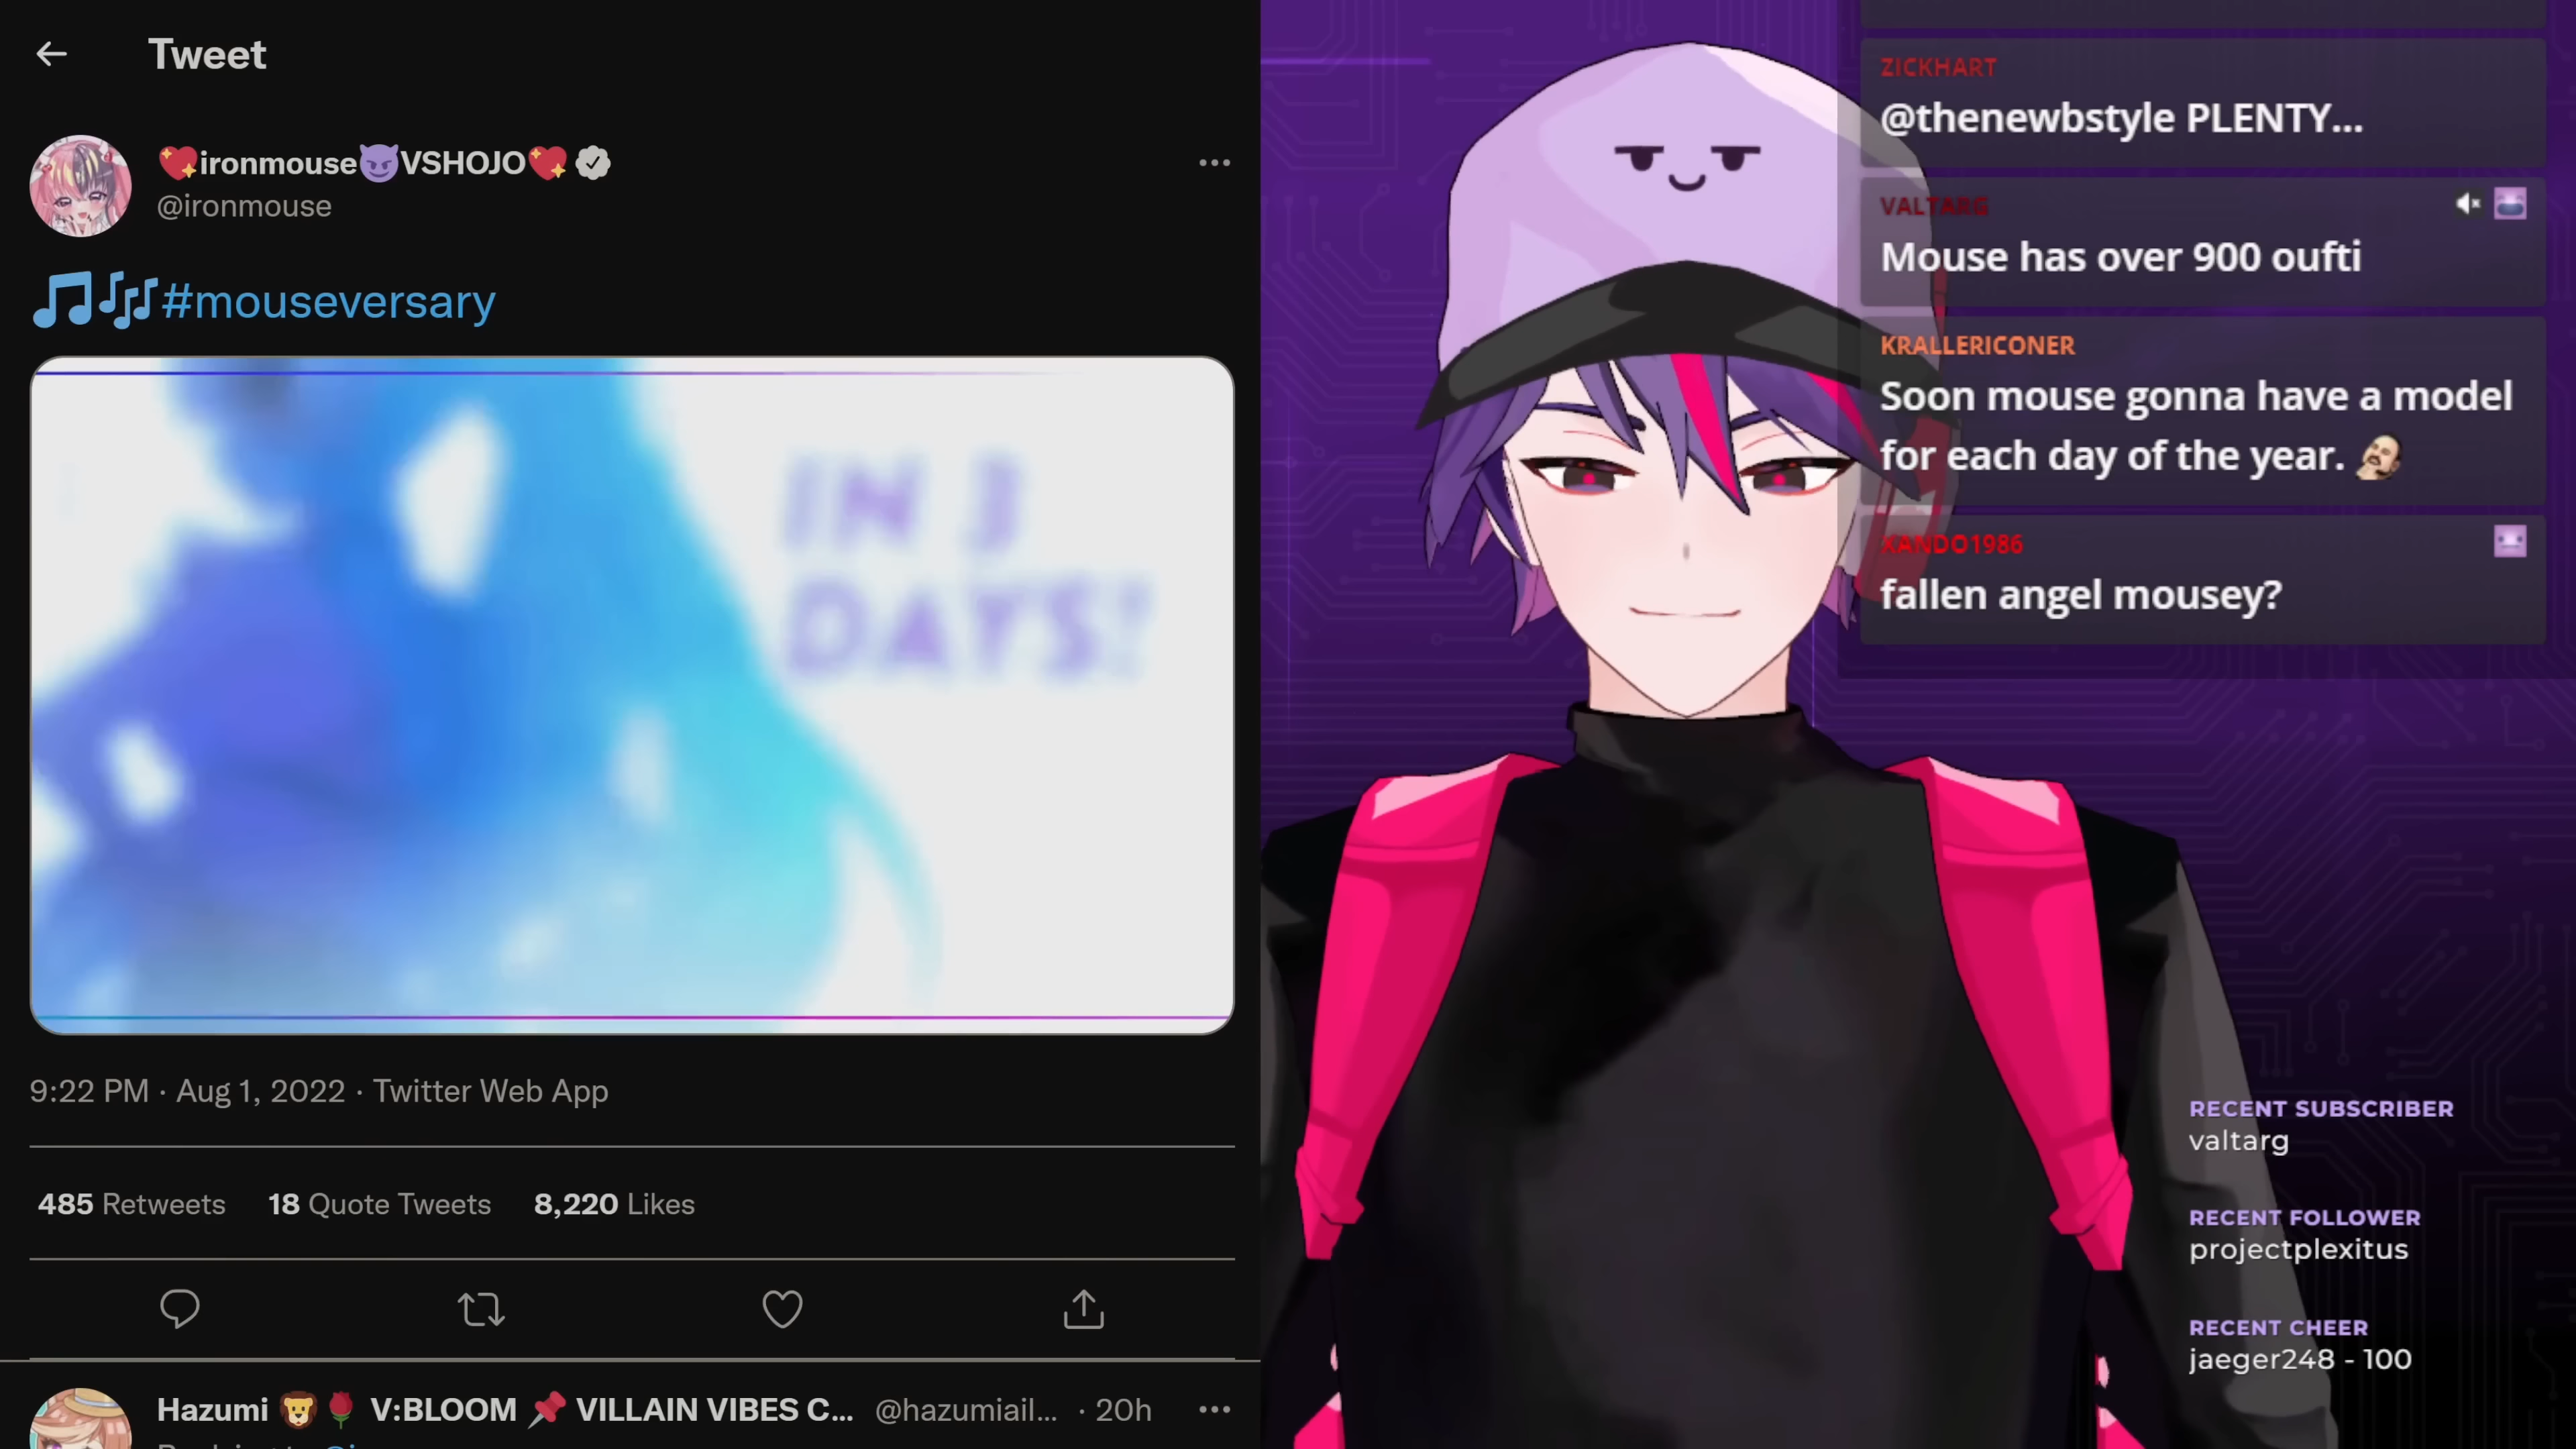 Tweet
💖ironmouse😈VSHOJO💖
@ironmouse
🎵🎶#mouseversary
IN 3
DAYS!
9:22 PM · Aug 1, 2022 · Twitter Web App
485 Retweets 18 Quote Tweets 8,220 Likes
Hazumi 🦁🌹 V:BLOOM 📌 VILLAIN VIBES C... @hazumiail... · 20h
ZICKHART
@thenewbstyle PLENTY...
VALTARG
Mouse has over 900 oufti
KRALLERICONER
Soon mouse gonna have a model
for each day of the year.
XANDO1986
fallen angel mousey?
RECENT SUBSCRIBER
valtarg
RECENT FOLLOWER
projectplexitus
RECENT CHEER
jaeger248 - 100